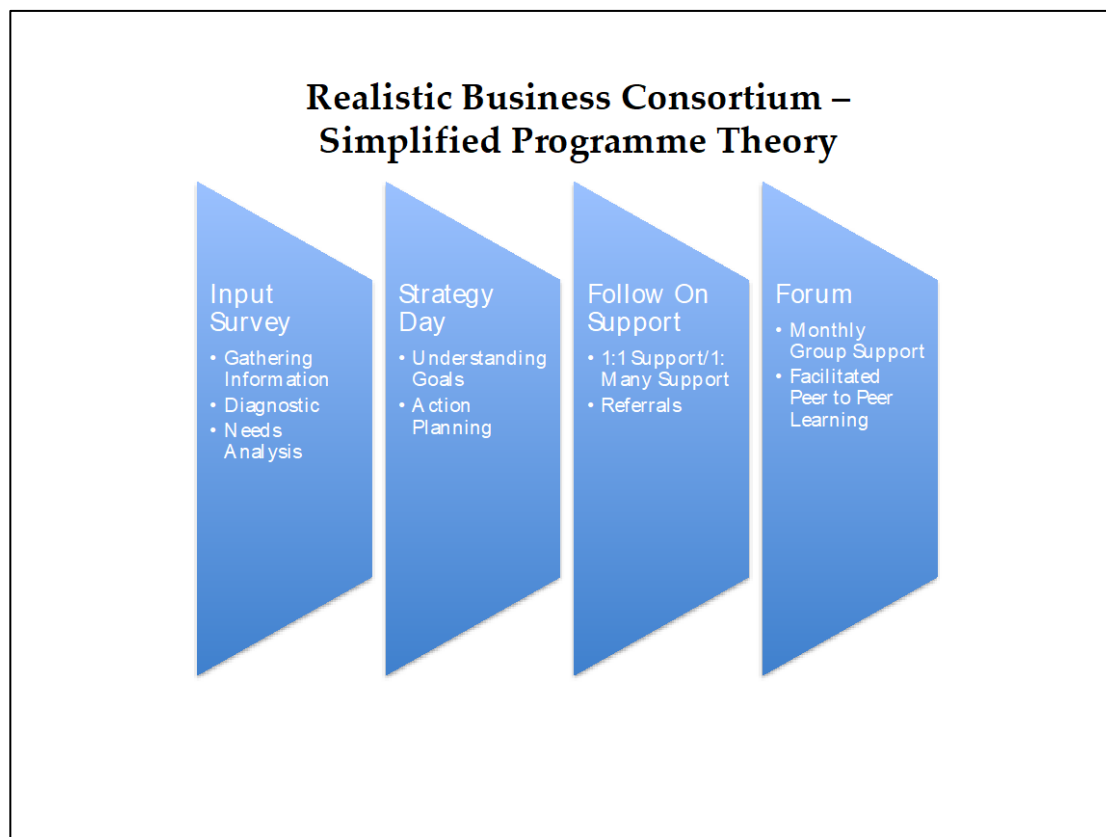 Realistic Business Consortium –
Simplified Programme Theory
Input
Survey
• Gathering
Information
• Diagnostic
• Needs
Analysis
Strategy
Day
• Understanding
Goals
• Action
Planning
Follow On
Support
• 1:1 Support/1:
Many Support
• Referrals
Forum
• Monthly
Group Support
• Facilitated
Peer to Peer
Learning